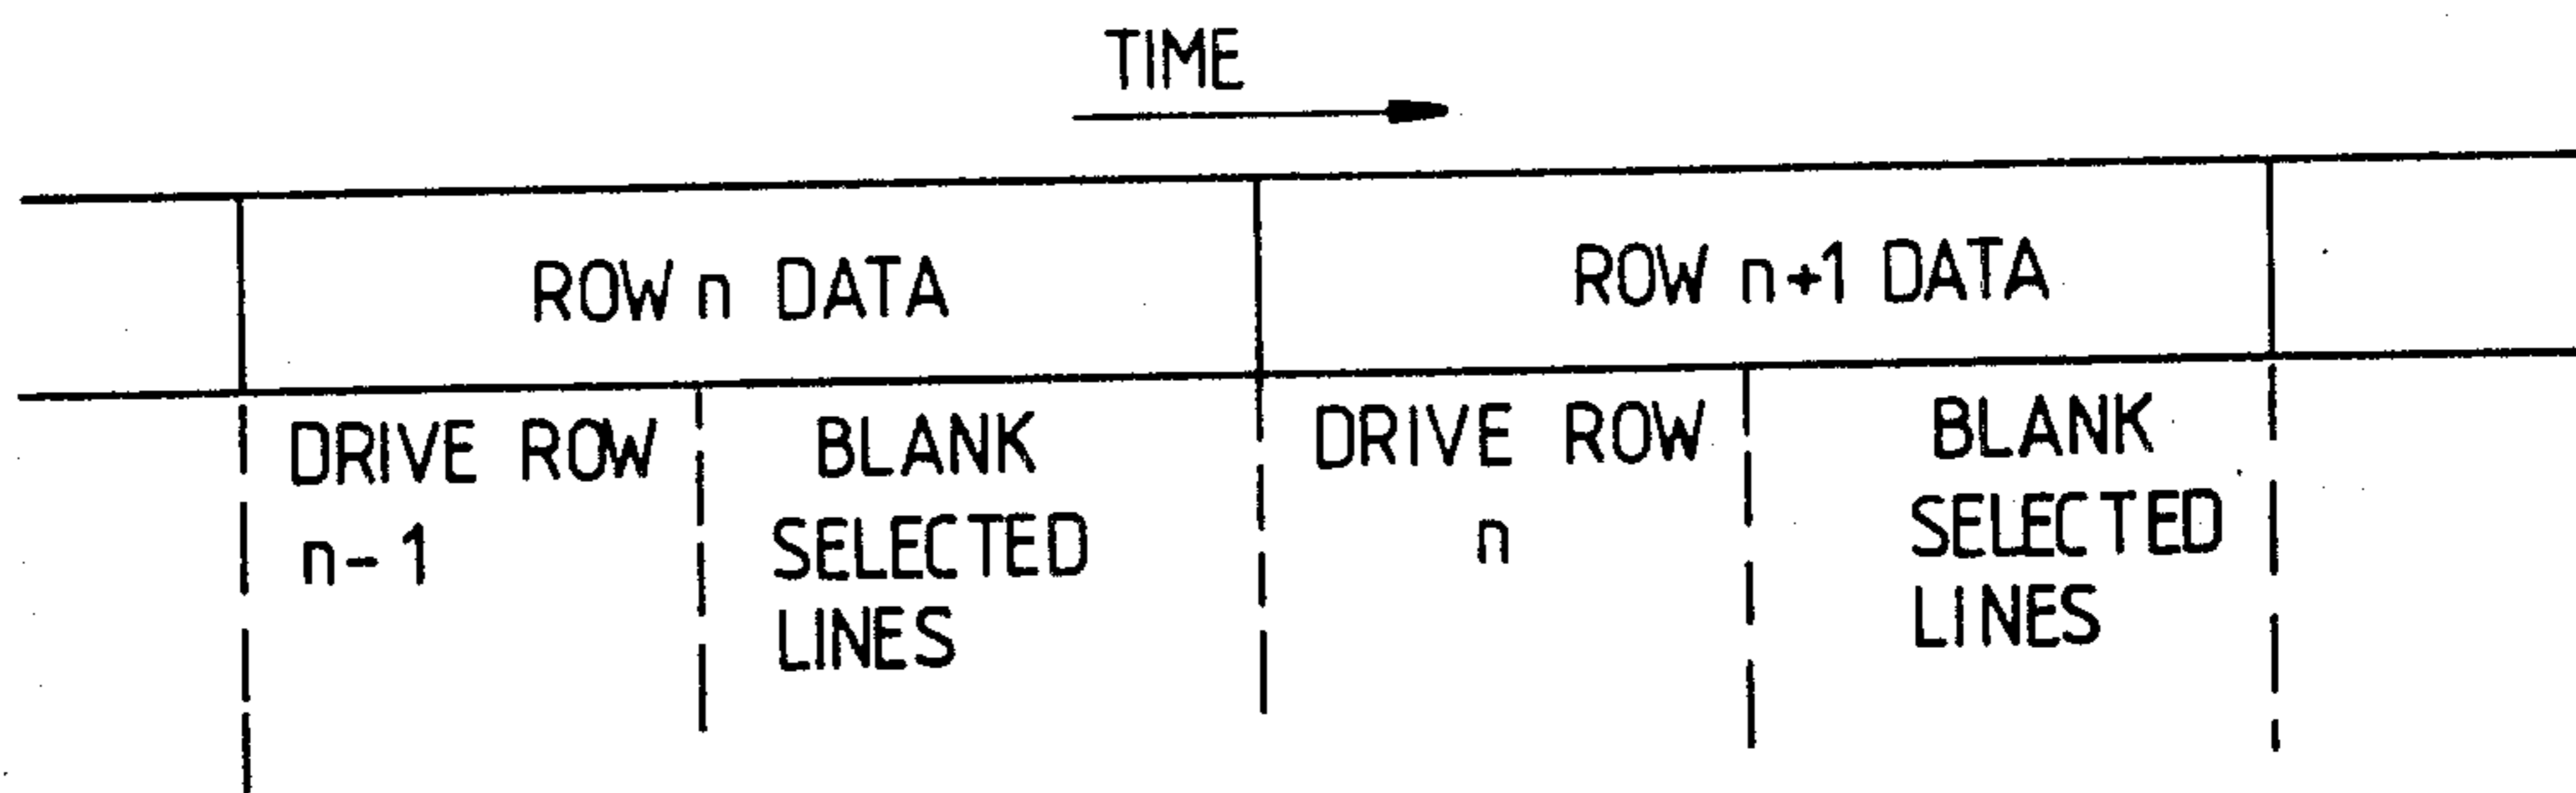 TIME
ROW n DATA
ROW n+1 DATA
DRIVE ROW
n-1
BLANK
SELECTED
LINES
DRIVE ROW
n
BLANK
SELECTED
LINES